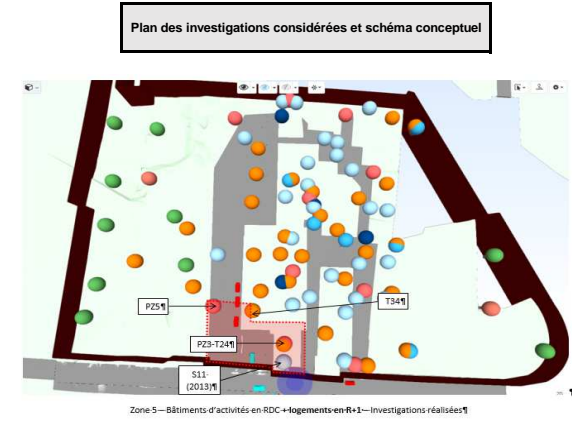 Plan des investigations considérées et schéma conceptuel
PZ5¶
T34¶
PZ3-T24¶
S11·
(2013)¶
¶
Zone·5·–·Bâtiments·d'activités·en·RDC·+·logements·en·R+1·–·Investigations·réalisées¶